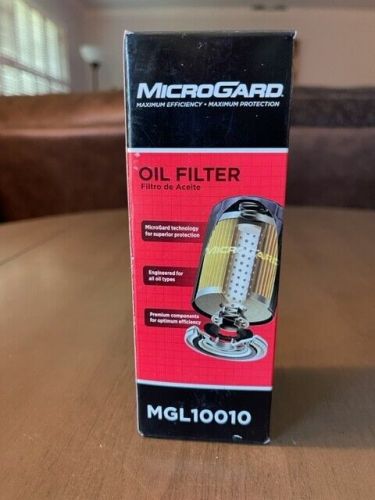 MICROGARD
MAXIMUM EFFICIENCY • MAXIMUM PROTECTION
OIL FILTER
Filtro de Aceite
MicroGard technology
for superior protection
MICROGARD
Engineered for
all oil types
Premium components
for optimum efficiency
MGL10010